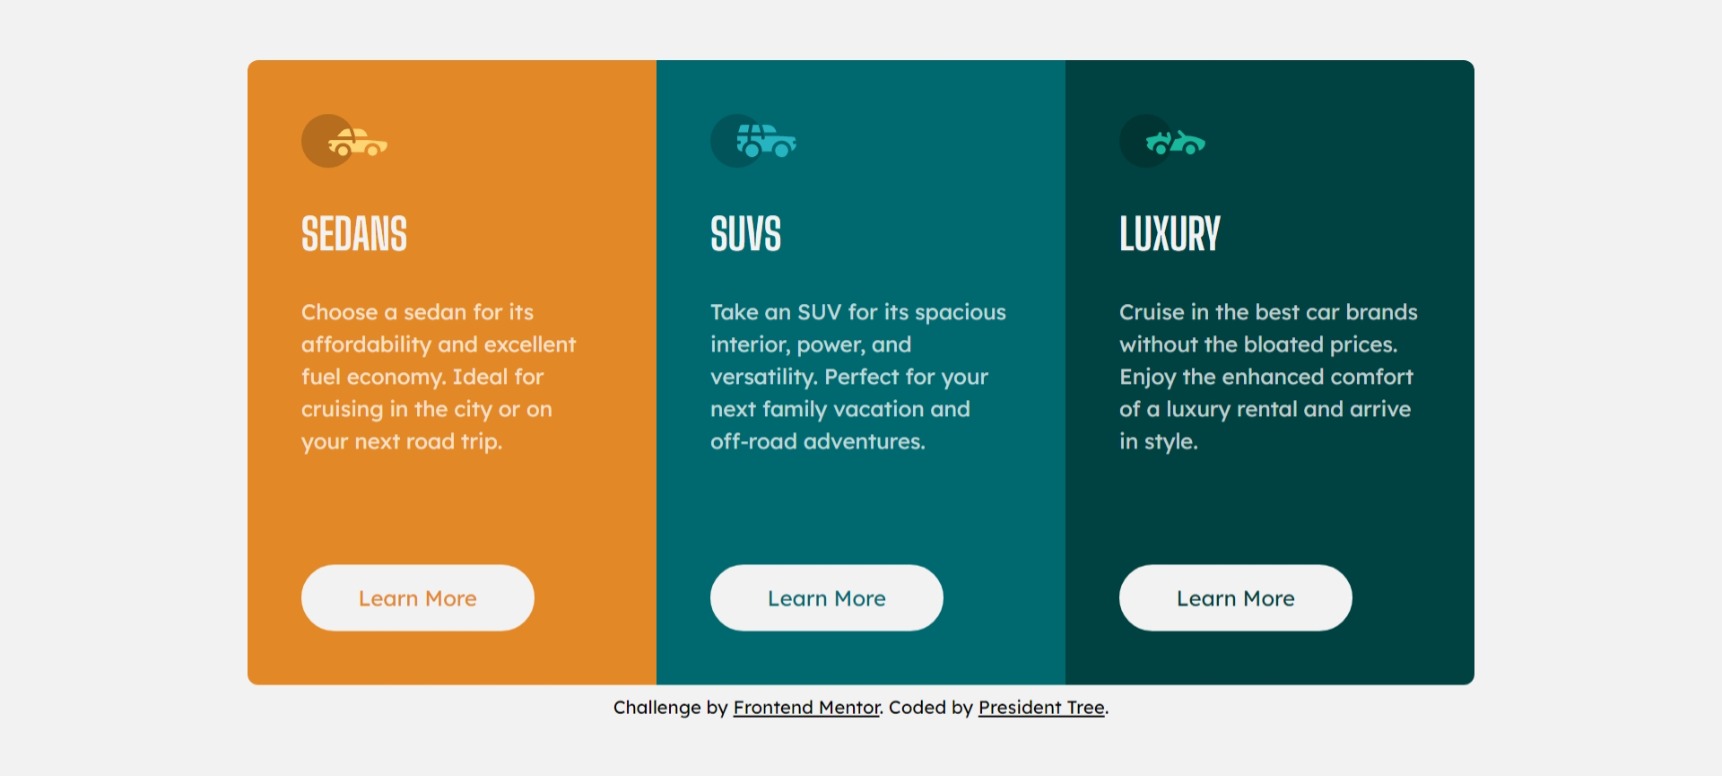 SEDANS
Choose a sedan for its
affordability and excellent
fuel economy. Ideal for
cruising in the city or on
your next road trip.
Learn More
SUVS
Take an SUV for its spacious
interior, power, and
versatility. Perfect for your
next family vacation and
off-road adventures.
Learn More
LUXURY
Cruise in the best car brands
without the bloated prices.
Enjoy the enhanced comfort
of a luxury rental and arrive
in style.
Learn More
Challenge by Frontend Mentor. Coded by President Tree.